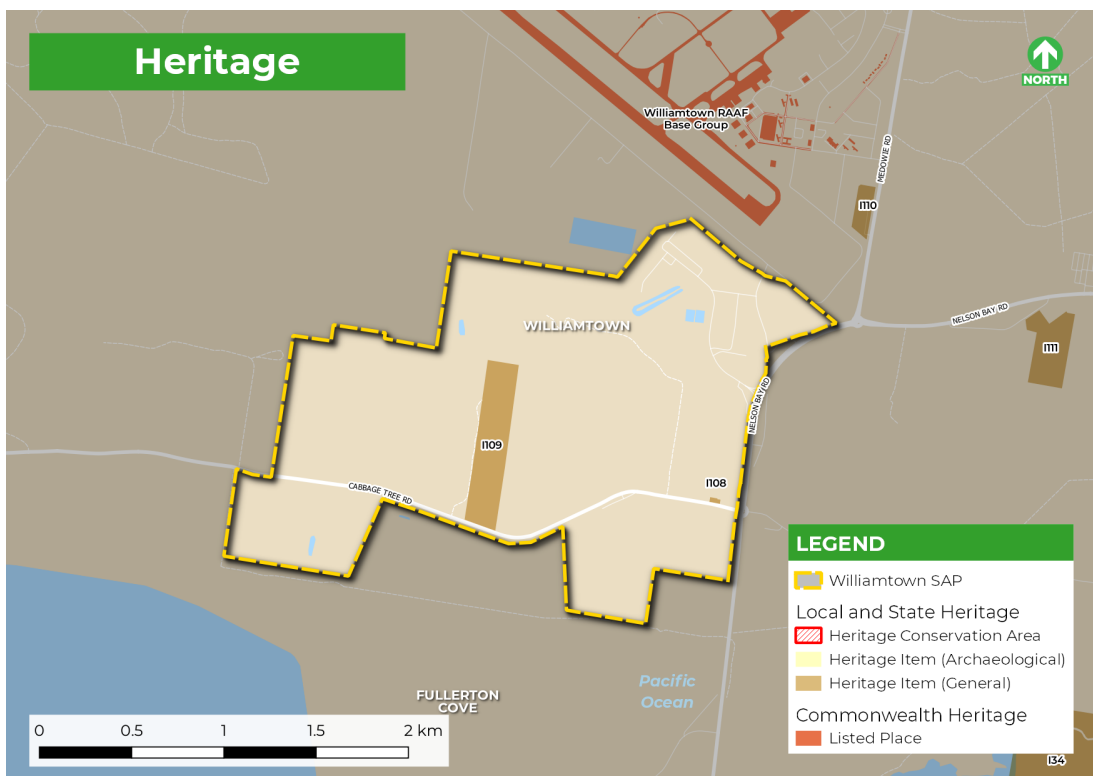 Heritage
NORTH
Williamtown RAAF
Base Group
MEDOWIE RD
I110
NELSON BAY RD
WILLIAMTOWN
I111
NELSON BAY RD
I109
I108
CABBAGE TREE RD
LEGEND
Williamtown SAP
Local and State Heritage
Heritage Conservation Area
Heritage Item (Archaeological)
Heritage Item (General)
Commonwealth Heritage
Listed Place
Pacific
Ocean
FULLERTON
COVE
0 0.5 1 1.5 2 km
I34